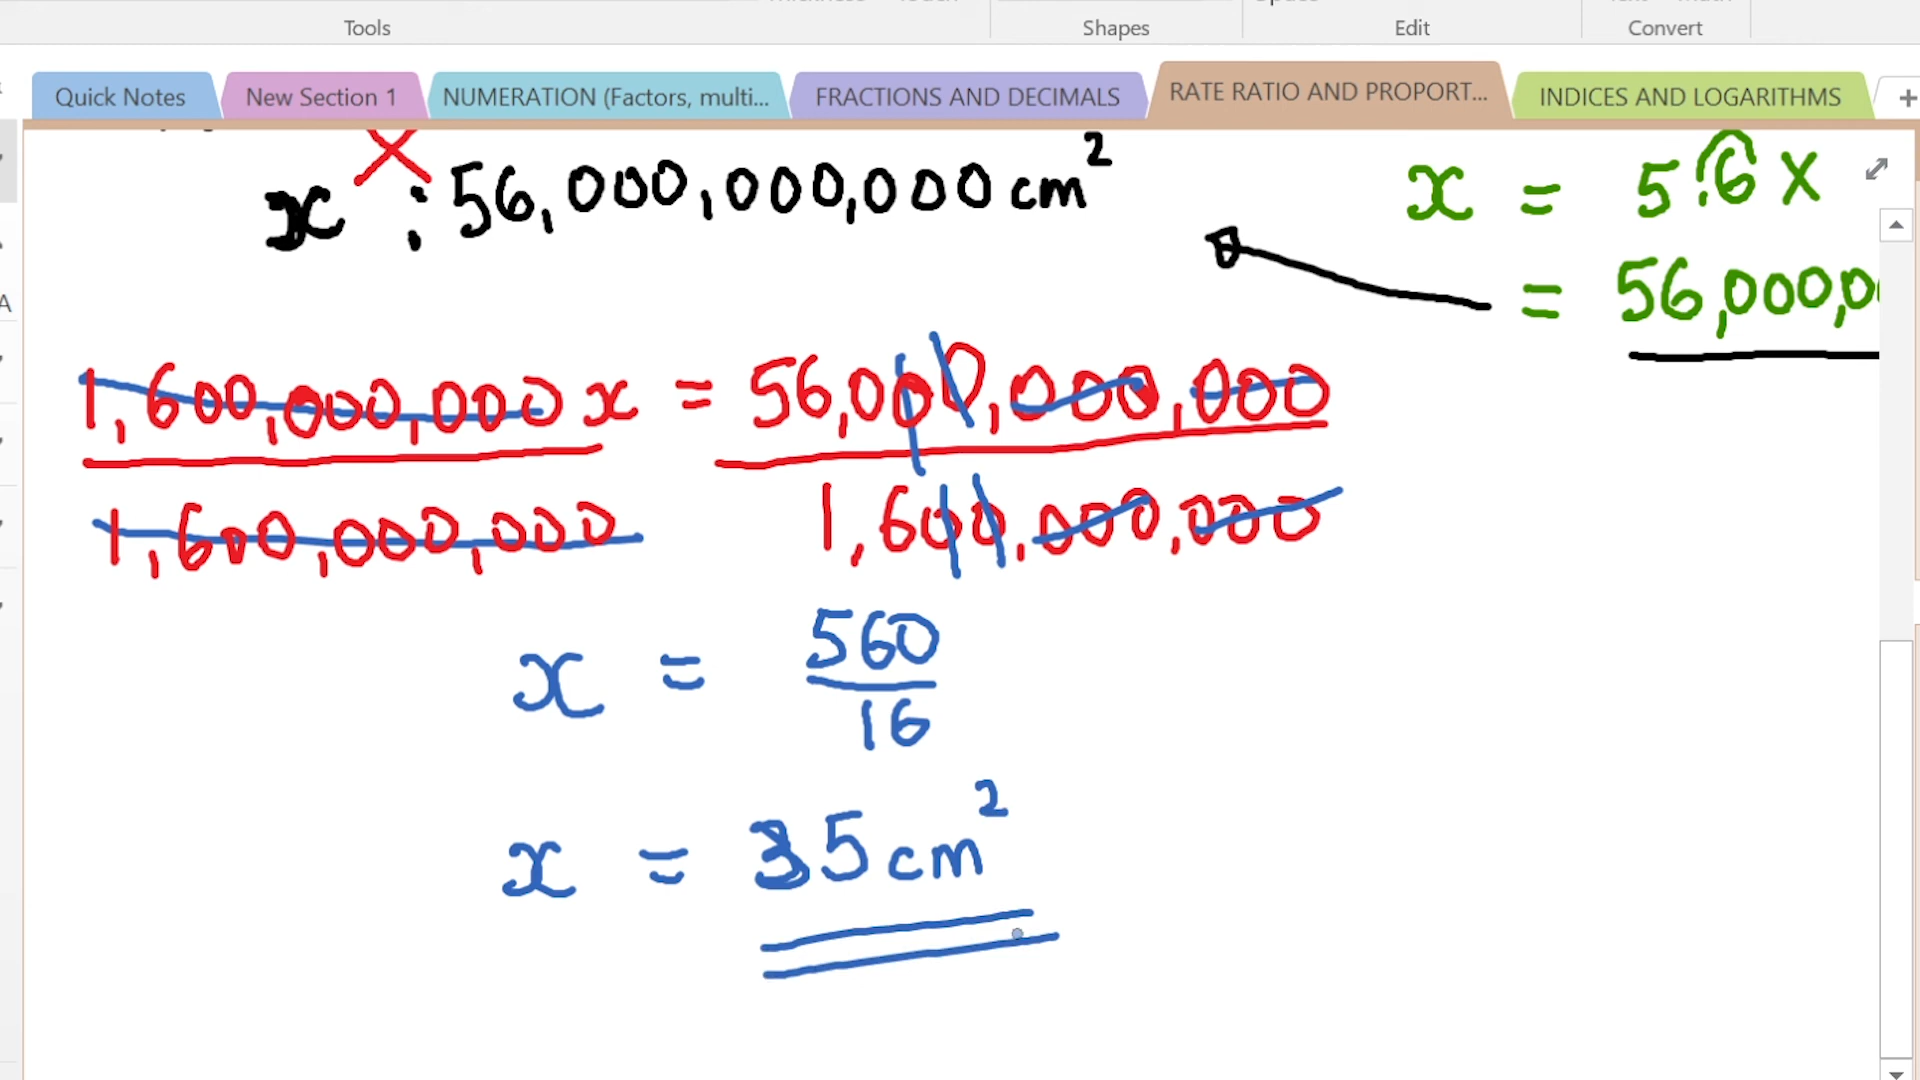 Tools Shapes Edit Convert
Quick Notes New Section 1 NUMERATION (Factors, multi... FRACTIONS AND DECIMALS RATE RATIO AND PROPORT... INDICES AND LOGARITHMS +
x : 56,000,000,000 cm²
x = 5.6 x
= 56,000,0
1,600,000,000 x = 56,000,000,000
1,600,000,000 1,600,000,000
x = 560
16
x = 35 cm²